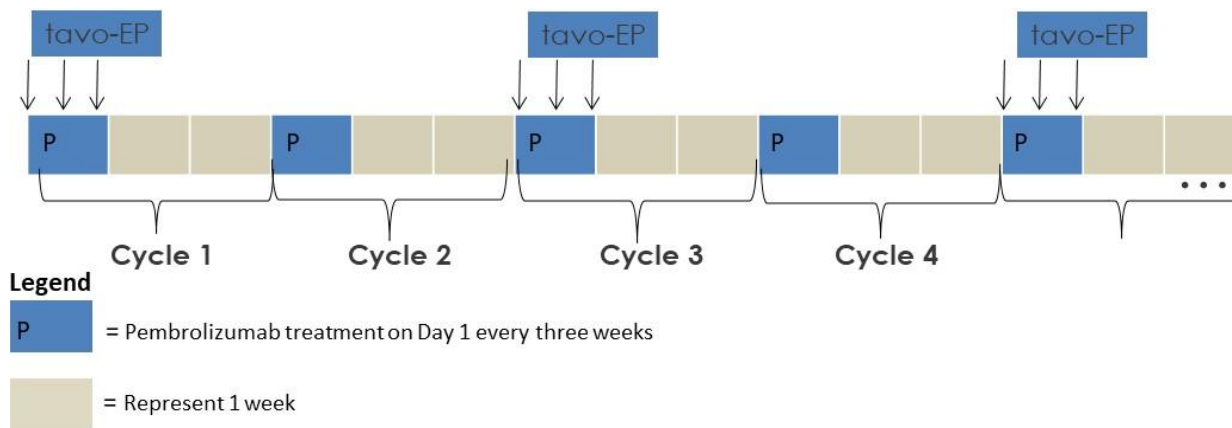 tavo-EP tavo-EP tavo-EP
P P P P P
...
Cycle 1 Cycle 2 Cycle 3 Cycle 4
Legend
P = Pembrolizumab treatment on Day 1 every three weeks
= Represent 1 week